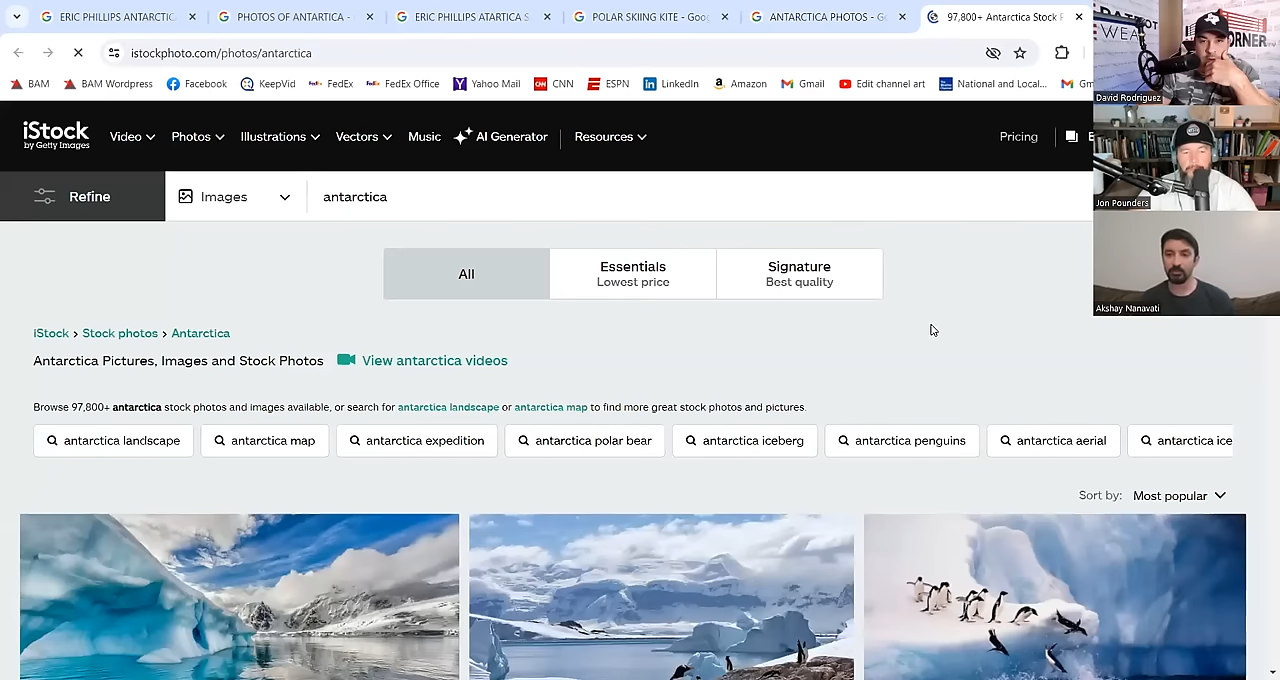 ERIC PHILLIPS ANTARCTIC
PHOTOS OF ANTARTICA -
ERIC PHILLIPS POLAR
POLAR SKIING KITE - Goo
ANTARCTICA PHOTOS - G
97,800+ Antarctica Stock P
istockphoto.com/photos/antarctica
BAM
BAM Wordpress
FedEx
FedEx Office
CNN
ESPN
LinkedIn
Amazon
Gmail
Edit channel art
National and Local...
Gm
iStock
by Getty Images
Video
Photos
Illustrations
Vectors
Music
AI Generator
Resources
Pricing
Refine
Images
antarctica
All
Essentials
Lowest price
Signature
Best quality
iStock > Stock photos > Antarctica
Antarctica Pictures, Images and Stock Photos
View antarctica videos
Browse 97,800+ antarctica stock photos and images available, or search for antarctica landscape or antarctica map to find more great stock photos and pictures.
antarctica landscape
antarctica map
antarctica expedition
antarctica polar bear
antarctica iceberg
antarctica penguins
antarctica aerial
antarctica ice
Sort by: Most popular
WEA
ORNER
David Rodriguez
Jon Pounders
Akshay Nanavati